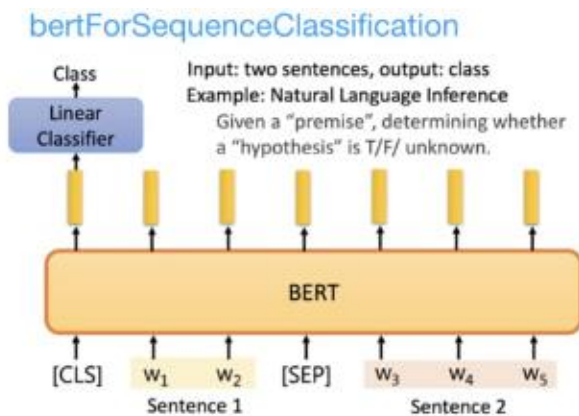 bertForSequenceClassification
Class
Linear
Classifier
Input: two sentences, output: class
Example: Natural Language Inference
Given a “premise”, determining whether
a “hypothesis” is T/F/ unknown.
BERT
[CLS] w₁ w₂ [SEP] w₃ w₄ w₅
Sentence 1 Sentence 2